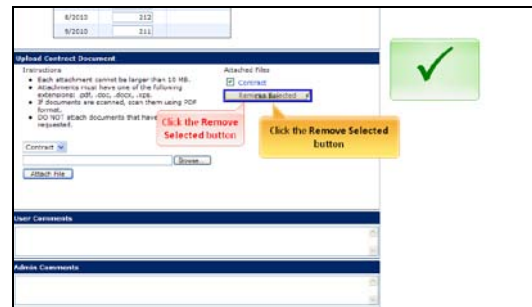 8/2010 212
9/2010 211
Upload Contract Document
Instructions
Each attachment cannot be larger than 10 MB.
Attachments must have one of the following
extensions: .pdf, .doc, .docx, .xps.
If documents are scanned, scan them using PDF
format.
DO NOT attach documents that have
requested.
Attached Files
Contract
Remove Selected
Click the Remove
Selected button
Click the Remove Selected
button
Contract
Browse...
Attach File
User Comments
Admin Comments